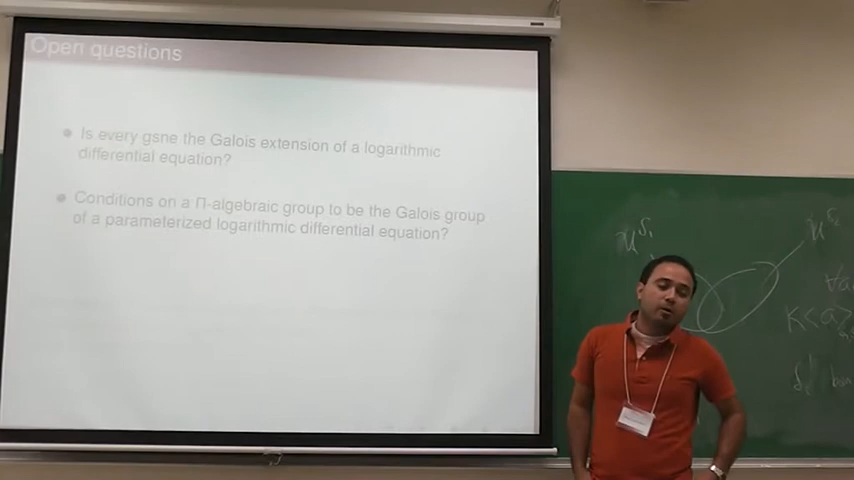 Open questions
Is every gsne the Galois extension of a logarithmic
differential equation?
Conditions on a Π-algebraic group to be the Galois group
of a parameterized logarithmic differential equation?